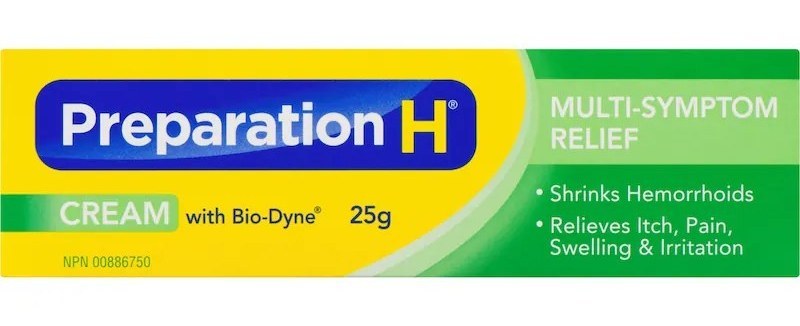 Preparation H®
CREAM with Bio-Dyne® 25g
NPN 00886750
MULTI-SYMPTOM
RELIEF
• Shrinks Hemorrhoids
• Relieves Itch, Pain,
Swelling & Irritation